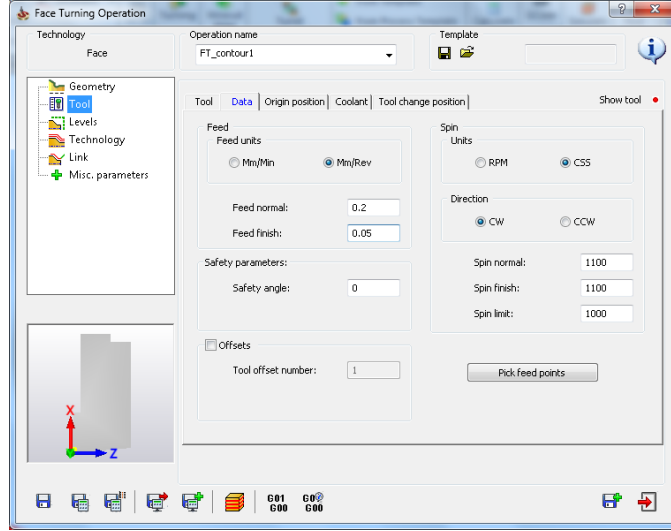 Face Turning Operation
Technology
Face
Operation name
FT_contour1
Template
Geometry
Tool
Levels
Technology
Link
Misc. parameters
Tool Data Origin position Coolant Tool change position Show tool
Feed
Feed units
Mm/Min Mm/Rev
Feed normal: 0.2
Feed finish: 0.05
Safety parameters:
Safety angle: 0
Offsets
Tool offset number: 1
Spin
Units
RPM CSS
Direction
CW CCW
Spin normal: 1100
Spin finish: 1100
Spin limit: 1000
Pick feed points
X
Z
G01 G00
G00 G00